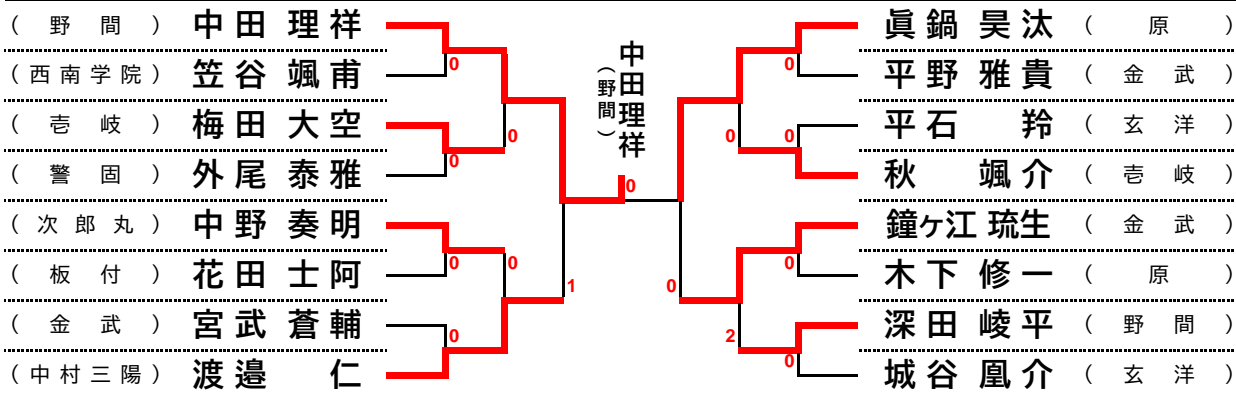 (野間) 中田 理祥
(西南学院) 笠谷 颯甫
(壱岐) 梅田 大空
(警固) 外尾 泰雅
(次郎丸) 中野 奏明
(板付) 花田 士阿
(金武) 宮武 蒼輔
(中村三陽) 渡邉 仁
0
0
0
0
0
0
1
中田理祥
(野間)
0
0
0
0
0
0
2
0
眞鍋 昊汰 (原)
平野 雅貴 (金武)
平石 羚 (玄洋)
秋 颯介 (壱岐)
鐘ヶ江 琉生 (金武)
木下 修一 (原)
深田 崚平 (野間)
城谷 凰介 (玄洋)